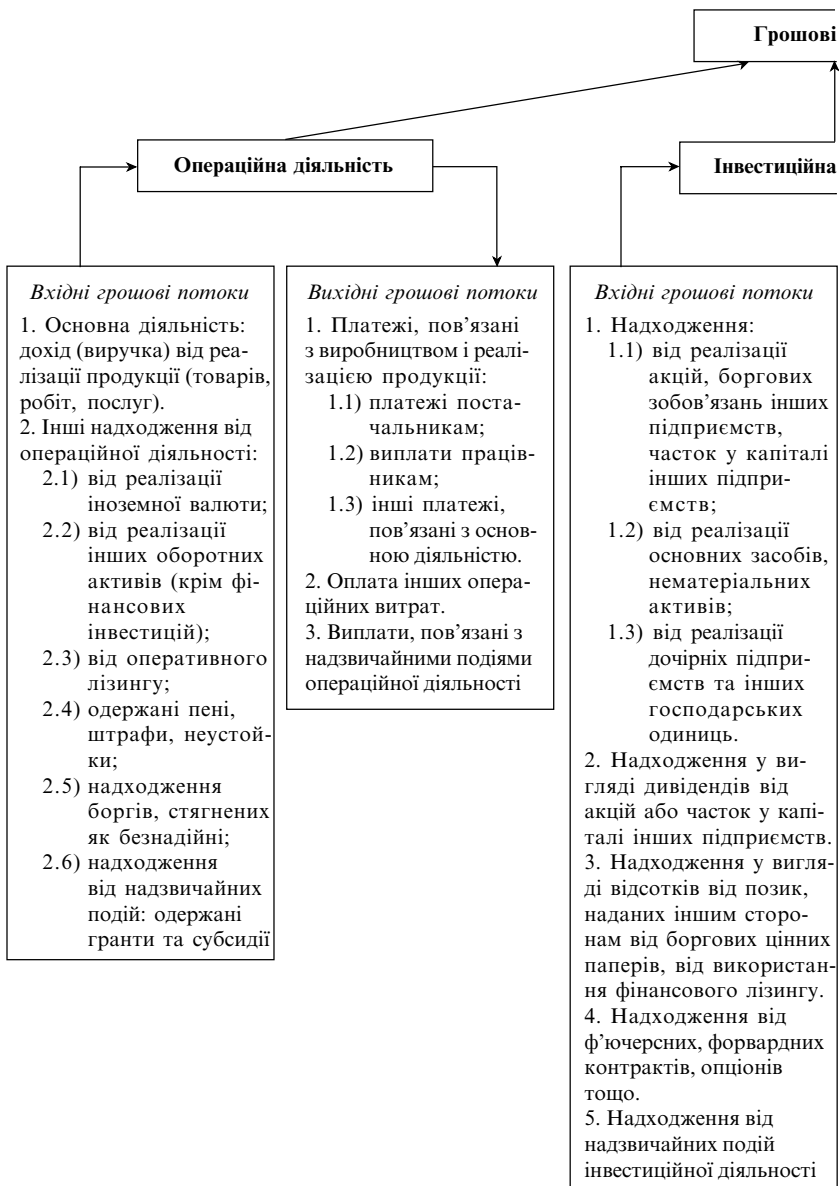 Грошові
Операційна діяльність
Інвестиційна
Вхідні грошові потоки
1. Основна діяльність:
дохід (виручка) від реа-
лізації продукції (товарів,
робіт, послуг).
2. Інші надходження від
операційної діяльності:
2.1) від реалізації
іноземної валюти;
2.2) від реалізації
інших оборотних
активів (крім фі-
нансових
інвестицій);
2.3) від оперативного
лізингу;
2.4) одержані пені,
штрафи, неустой-
ки;
2.5) надходження
боргів, стягнених
як безнадійні;
2.6) надходження
від надзвичайних
подій: одержані
гранти та субсидії
Вихідні грошові потоки
1. Платежі, пов’язані
з виробництвом і реалі-
зацією продукції:
1.1) платежі поста-
чальникам;
1.2) виплати праців-
никам;
1.3) інші платежі,
пов’язані з основ-
ною діяльністю.
2. Оплата інших опера-
ційних витрат.
3. Виплати, пов’язані з
надзвичайними подіями
операційної діяльності
Вхідні грошові потоки
1. Надходження:
1.1) від реалізації
акцій, боргових
зобов’язань інших
підприємств,
часток у капіталі
інших підпри-
ємств;
1.2) від реалізації
основних засобів,
нематеріальних
активів;
1.3) від реалізації
дочірніх підпри-
ємств та інших
господарських
одиниць.
2. Надходження у ви-
гляді дивідендів від
акцій або часток у капі-
талі інших підприємств.
3. Надходження у вигля-
ді відсотків від позик,
наданих іншим сторо-
нам від боргових цінних
паперів, від використан-
ня фінансового лізингу.
4. Надходження від
ф’ючерсних, форвардних
контрактів, опціонів
тощо.
5. Надходження від
надзвичайних подій
інвестиційної діяльності